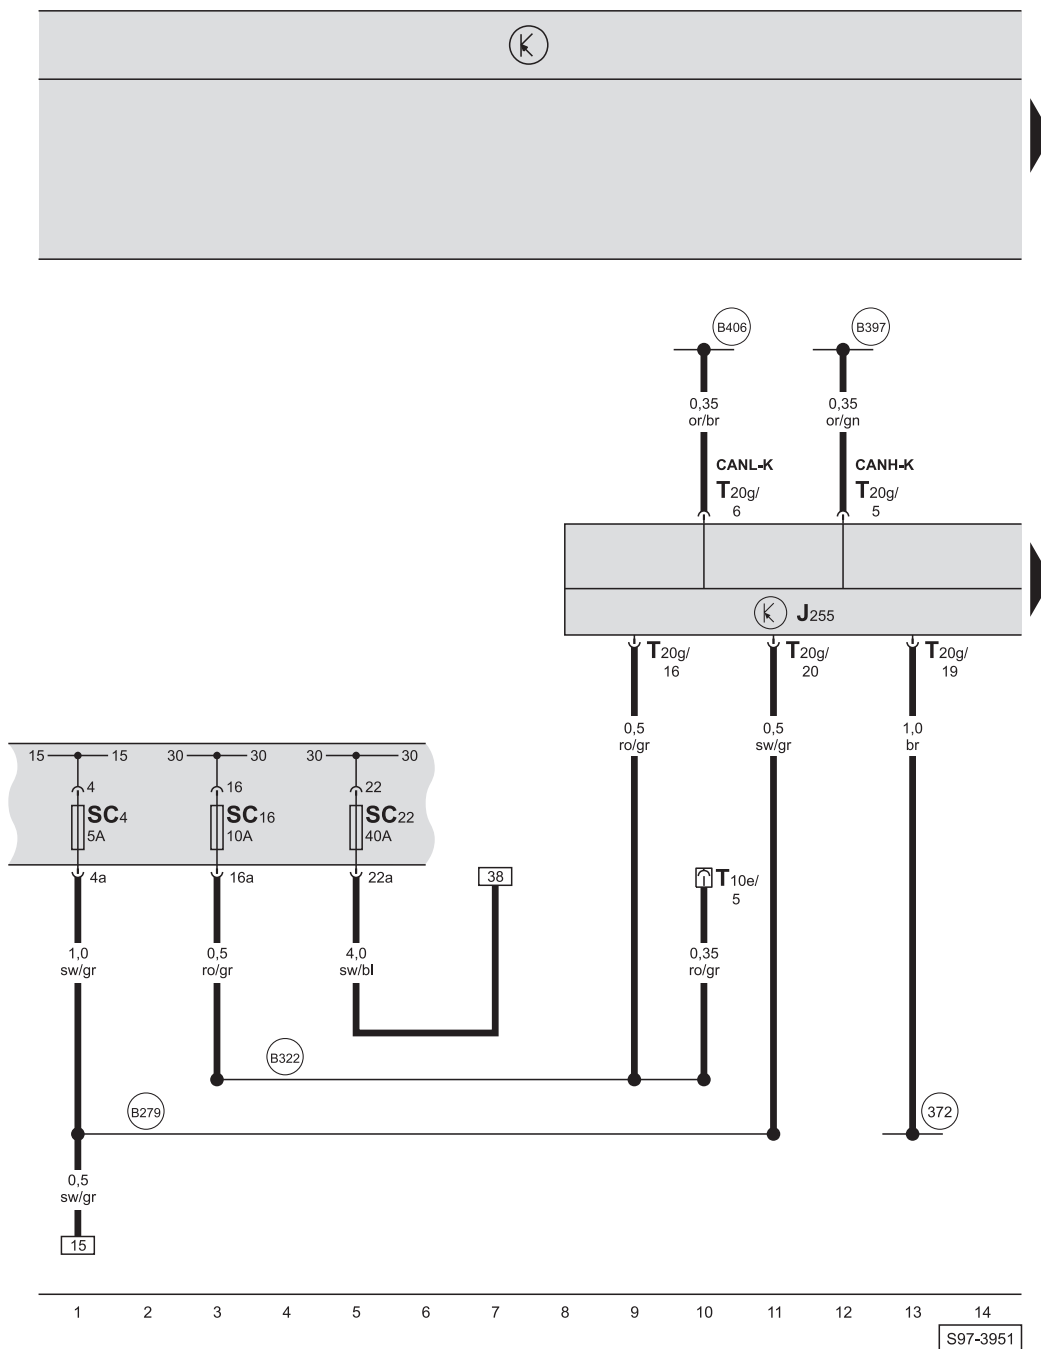 B406
B397
0,35
or/br
0,35
or/gn
CANL-K
CANH-K
T20g/
6
T20g/
5
J255
T20g/
16
T20g/
20
T20g/
19
0,5
ro/gr
0,5
sw/gr
1,0
br
15 15
30 30
30 30
4
16
22
SC4
5A
SC16
10A
SC22
40A
4a
16a
22a
38
T10e/
5
1,0
sw/gr
0,5
ro/gr
4,0
sw/bl
0,35
ro/gr
B322
B279
372
0,5
sw/gr
15
1 2 3 4 5 6 7 8 9 10 11 12 13 14
S97-3951